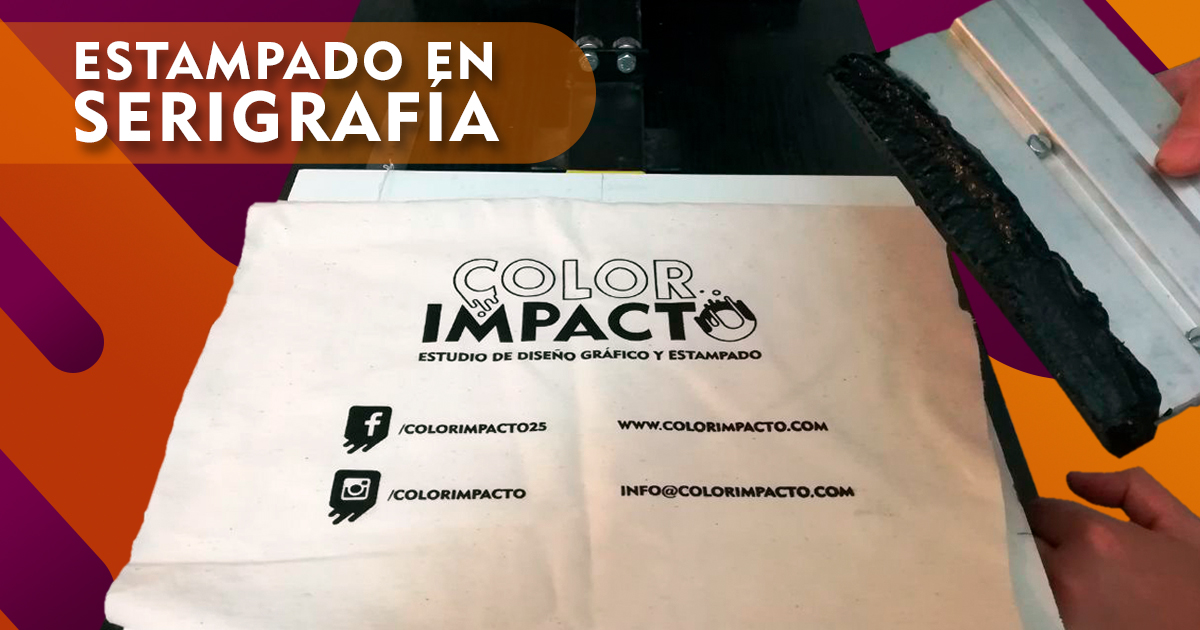 ESTAMPADO EN
SERIGRAFÍA
COLOR
IMPACTO
ESTUDIO DE DISEÑO GRÁFICO Y ESTAMPADO
/COLORIMPACTO25
WWW.COLORIMPACTO.COM
/COLORIMPACTO
INFO@COLORIMPACTO.COM